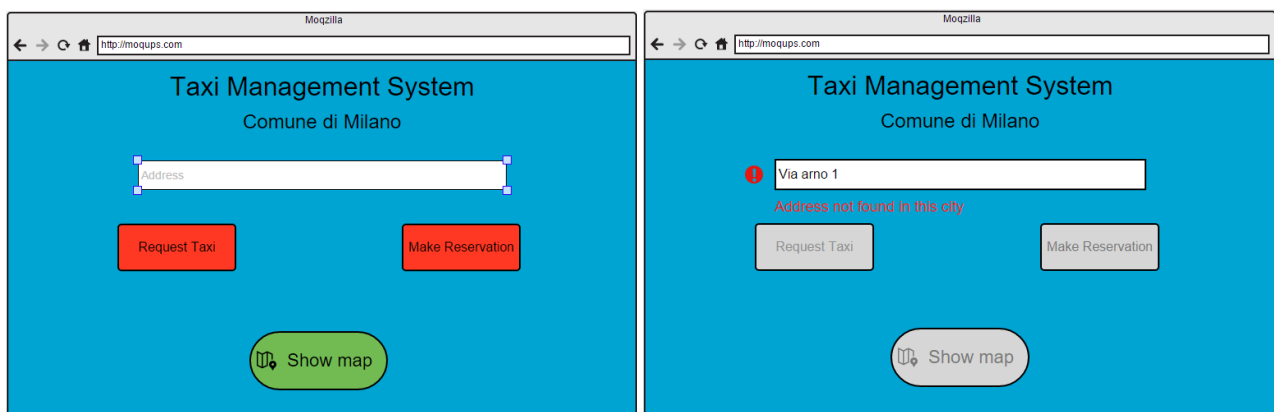 Moqzilla
http://moqups.com
Taxi Management System
Comune di Milano
Address
Request Taxi
Make Reservation
Show map
Moqzilla
http://moqups.com
Taxi Management System
Comune di Milano
Via arno 1
Address not found in this city
Request Taxi
Make Reservation
Show map